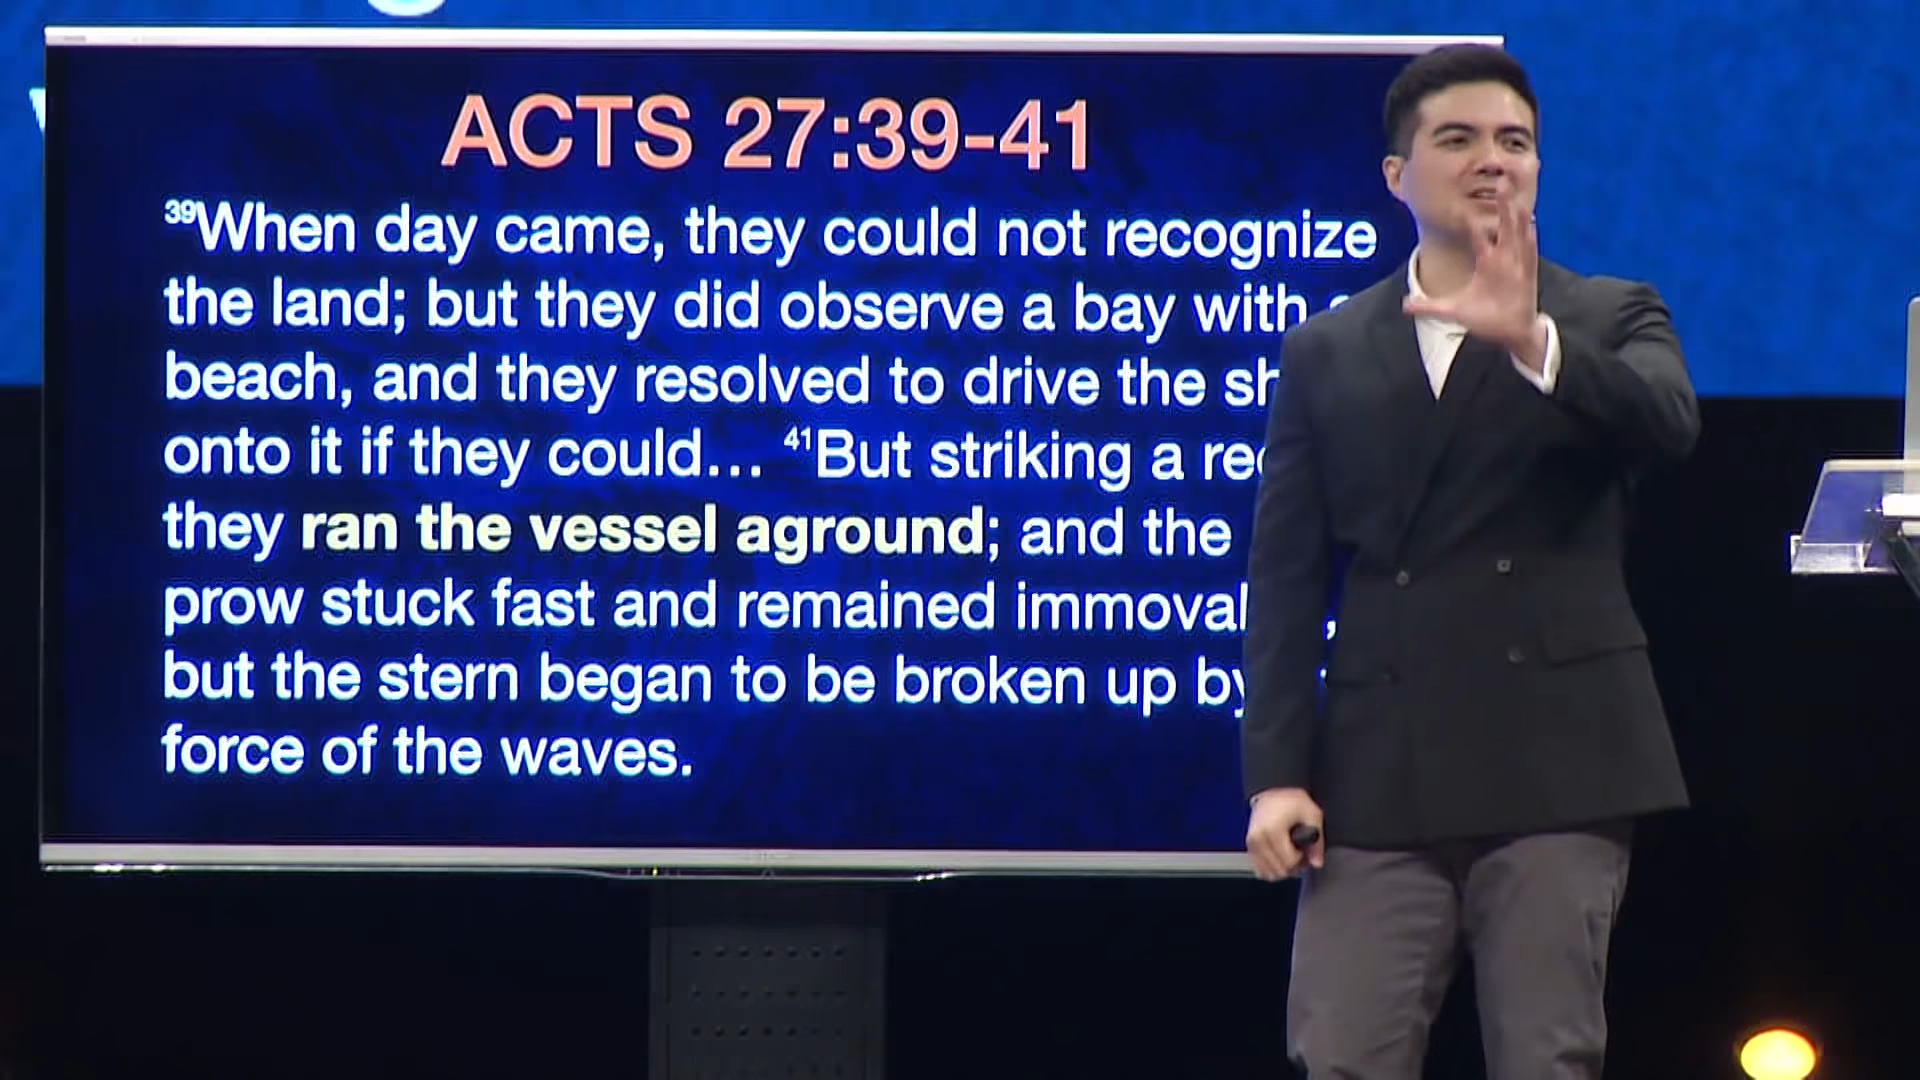 ACTS 27:39-41
39When day came, they could not recognize
the land; but they did observe a bay with
beach, and they resolved to drive the
onto it if they could... 41But striking a
they ran the vessel aground; and the
prow stuck fast and remained
but the stern began to be broken up by
force of the waves.